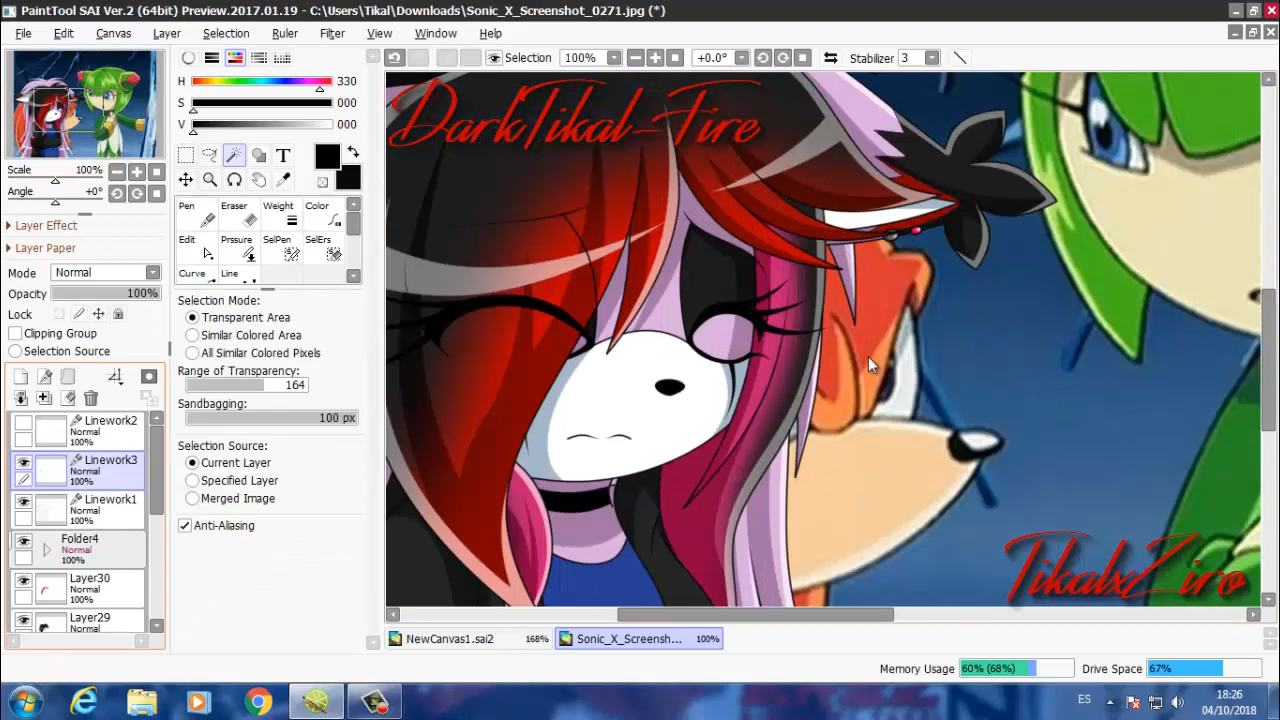 PaintTool SAI Ver.2 (64bit) Preview.2017.01.19 - C:\Users\Tikal\Downloads\Sonic_X_Screenshot_0271.jpg (*)
File Edit Canvas Layer Selection Ruler Filter View Window Help
Selection 100% +0.0° Stabilizer 3
H 330
S 000
V 000
DarkTikal-Fire
Scale 100%
Angle +0°
Layer Effect
Layer Paper
Mode Normal
Opacity 100%
Lock
Clipping Group
Selection Source
T
Pen Eraser Weight Color
Edit Prssure SelPen SelErs
Curve Line
Selection Mode:
Transparent Area
Similar Colored Area
All Similar Colored Pixels
Range of Transparency:
164
Sandbagging:
100 px
Selection Source:
Current Layer
Specified Layer
Merged Image
Anti-Aliasing
Linework2
Normal
100%
Linework3
Normal
100%
Linework1
Normal
100%
Folder4
Normal
100%
Layer30
Normal
100%
Layer29
Normal
TikalxZiro
NewCanvas1.sai2 168% Sonic_X_Screensh... 100%
Memory Usage 60% (68%) Drive Space 67%
ES
18:26
04/10/2018